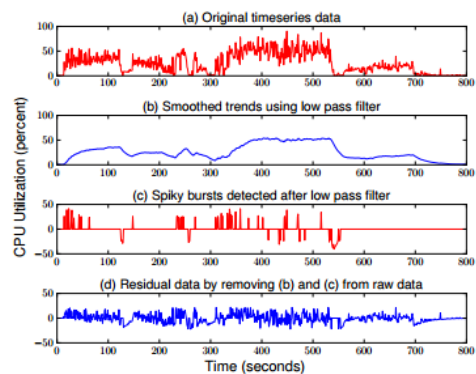 (a) Original timeseries data
100
50
0
0 100 200 300 400 500 600 700 800
(b) Smoothed trends using low pass filter
100
50
0
0 100 200 300 400 500 600 700 800
(c) Spiky bursts detected after low pass filter
50
0
−50
0 100 200 300 400 500 600 700 800
(d) Residual data by removing (b) and (c) from raw data
50
0
−50
0 100 200 300 400 500 600 700 800
Time (seconds)
CPU Utilization (percent)